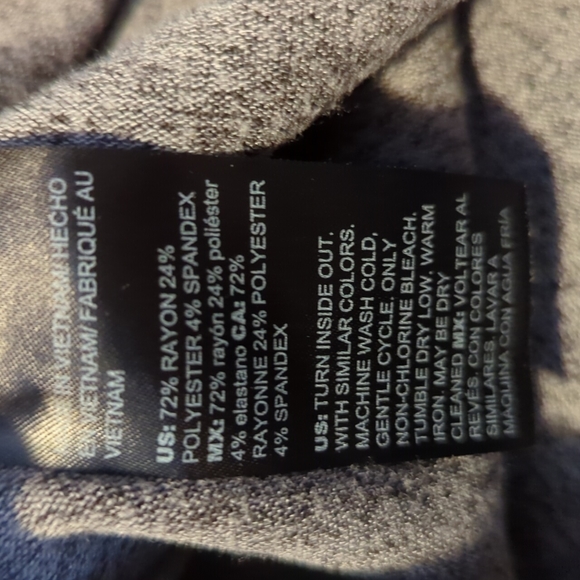 IN VIETNAM/ HECHO
VIETNAM/ FABRIQUÉ AU
VIETNAM
US: 72% RAYON 24%
POLYESTER 4% SPANDEX
MX: 72% rayón 24% poliéster
4% elastano CA: 72%
RAYONNE 24% POLYESTER
4% SPANDEX
US: TURN INSIDE OUT.
WITH SIMILAR COLORS.
MACHINE WASH COLD,
GENTLE CYCLE. ONLY
NON-CHLORINE BLEACH.
TUMBLE DRY LOW, WARM
IRON. MAY BE DRY
CLEANED MX: VOLTEAR AL
REVÉS. CON COLORES
SIMILARES. LAVAR A
MAQUINA CON AGUA FRÍA